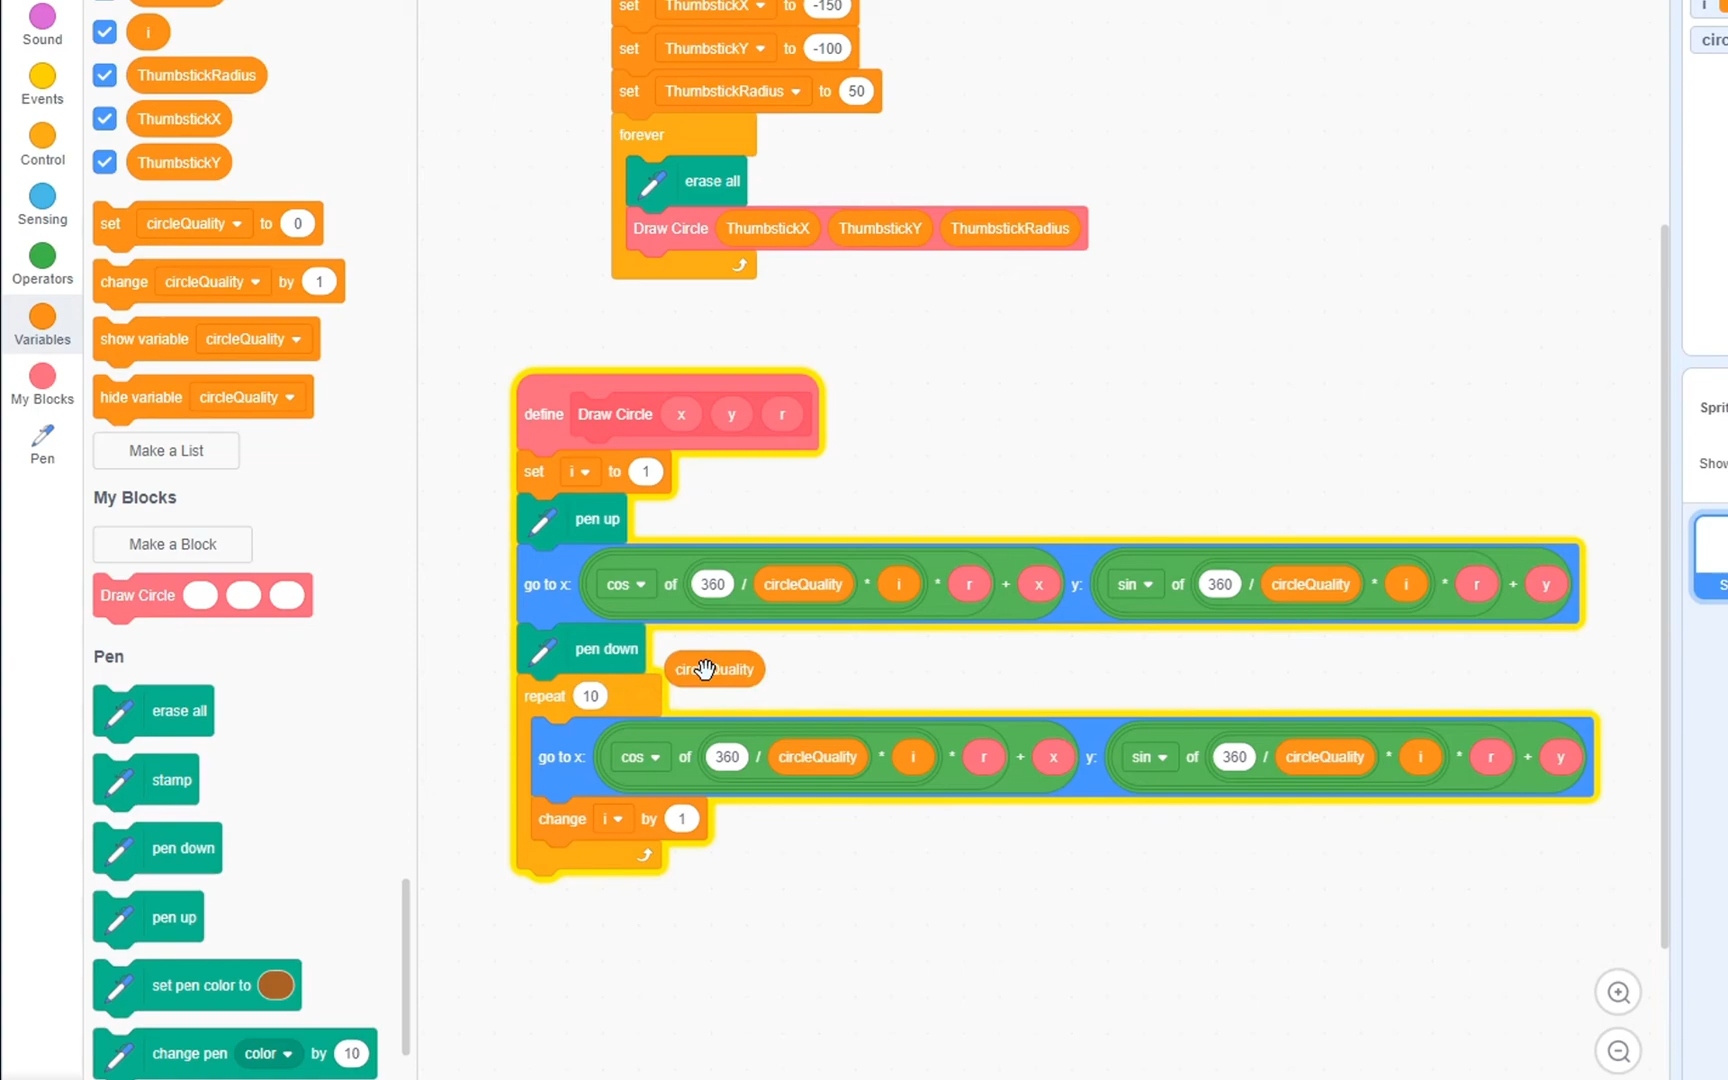 Sound
Events
Control
Sensing
Operators
Variables
My Blocks
Pen
i
ThumbstickRadius
ThumbstickX
ThumbstickY
set circleQuality to 0
change circleQuality by 1
show variable circleQuality
hide variable circleQuality
Make a List
My Blocks
Make a Block
Draw Circle
Pen
erase all
stamp
pen down
pen up
set pen color to
change pen color by 10
set ThumbstickX to -150
set ThumbstickY to -100
set ThumbstickRadius to 50
forever
erase all
Draw Circle ThumbstickX ThumbstickY ThumbstickRadius
define Draw Circle x y r
set i to 1
pen up
go to x: cos of 360 / circleQuality * i * r + x y: sin of 360 / circleQuality * i * r + y
pen down
circleQuality
repeat 10
go to x: cos of 360 / circleQuality * i * r + x y: sin of 360 / circleQuality * i * r + y
change i by 1
i
circ
Sprit
Show
S